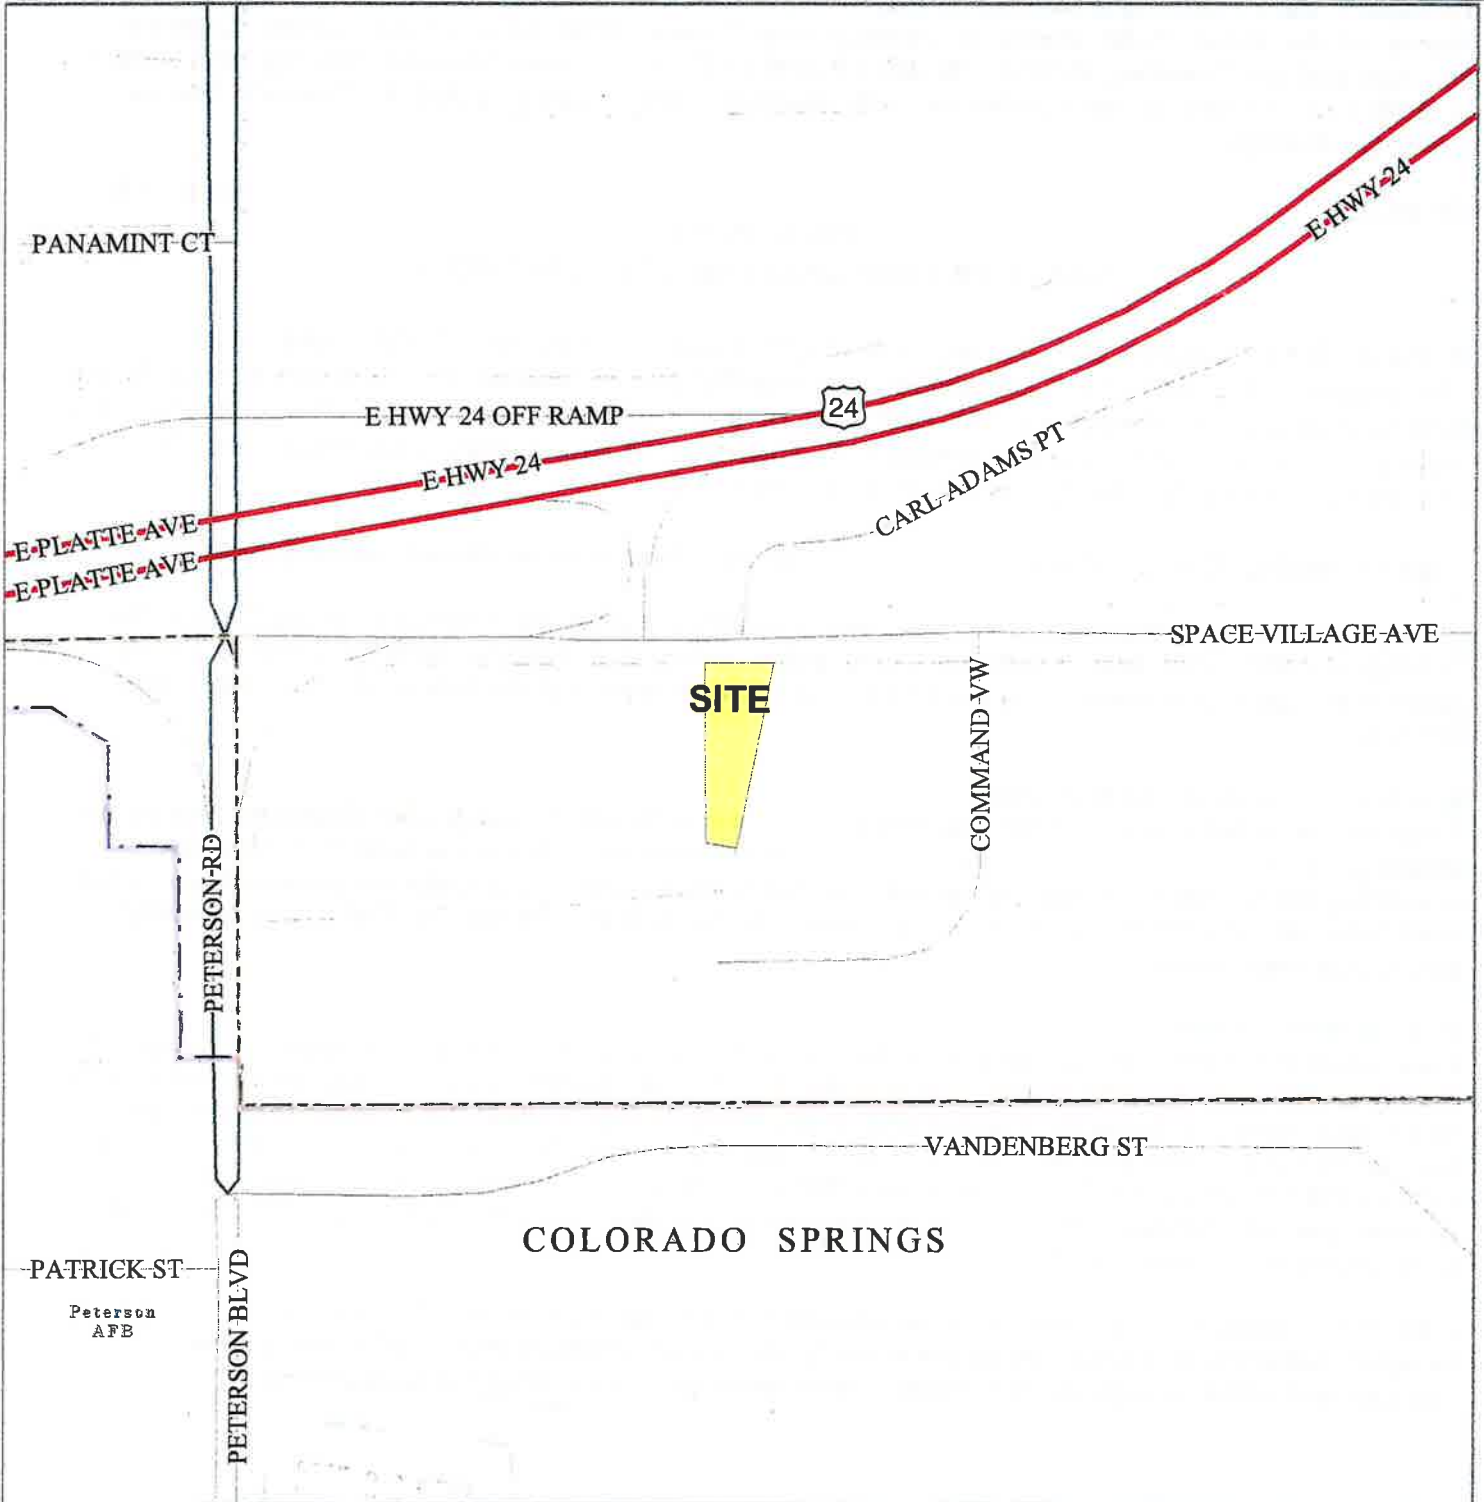 PANAMINT CT
E HWY 24
24
E HWY 24 OFF RAMP
E HWY 24
CARL ADAMS PT
E PLATTE AVE
E PLATTE AVE
SPACE VILLAGE AVE
SITE
COMMAND VW
PETERSON RD
VANDENBERG ST
COLORADO SPRINGS
PATRICK ST
Peterson
AFB
PETERSON BLVD